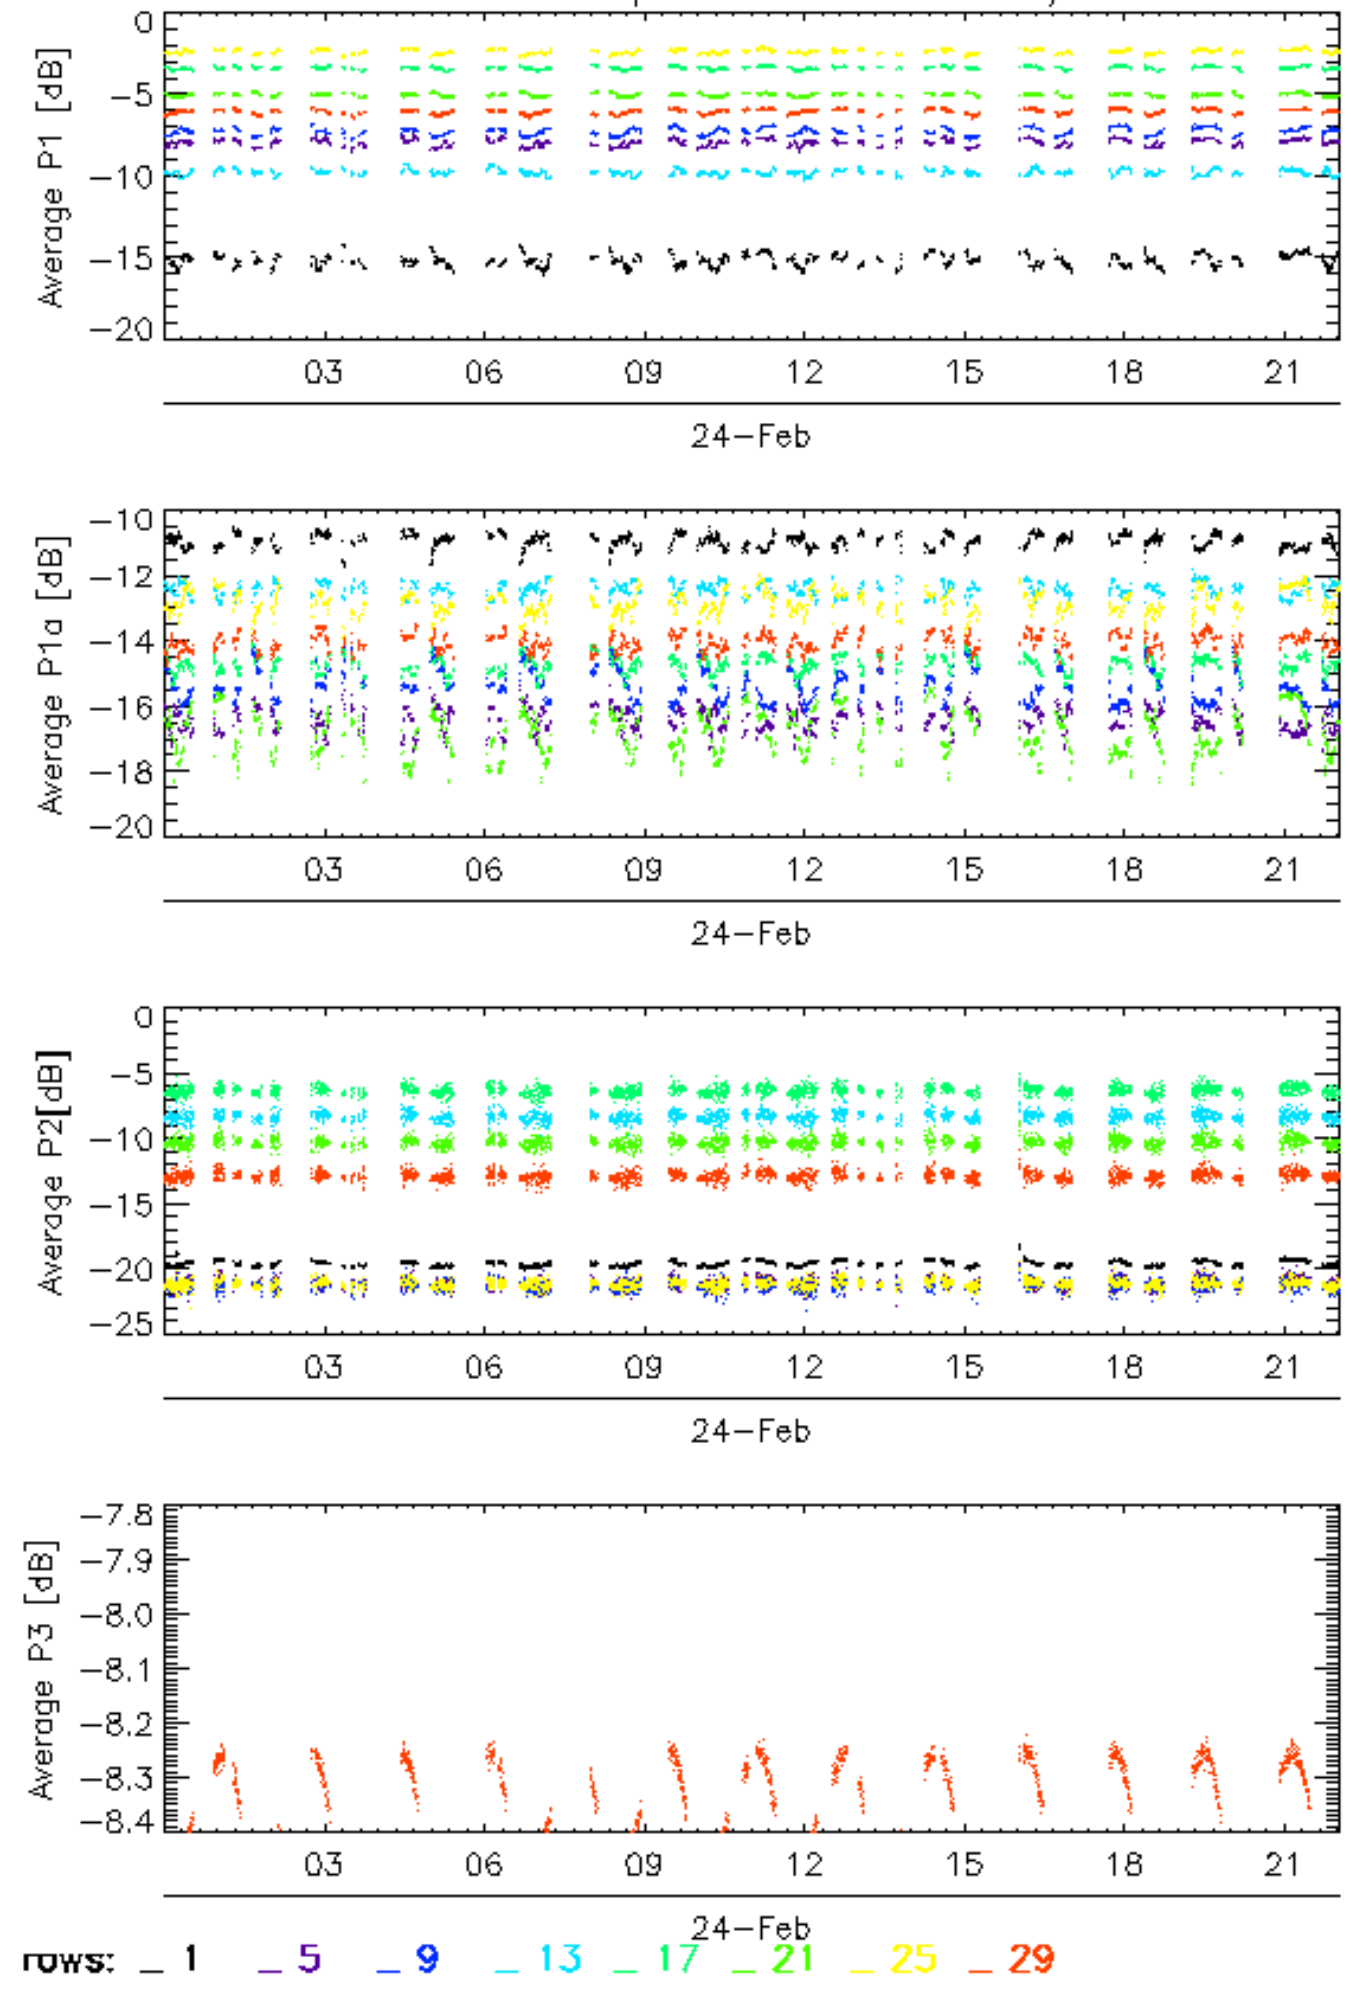 0
−5
−10
−15
−20
Average P1 [dB]
03 06 09 12 15 18 21
24−Feb
−10
−12
−14
−16
−18
−20
Average P1a [dB]
03 06 09 12 15 18 21
24−Feb
0
−5
−10
−15
−20
−25
Average P2[dB]
03 06 09 12 15 18 21
24−Feb
−7.8
−7.9
−8.0
−8.1
−8.2
−8.3
−8.4
Average P3 [dB]
03 06 09 12 15 18 21
24−Feb
rows: _ 1 _ 5 _ 9 _ 13 _ 17 _ 21 _ 25 _ 29